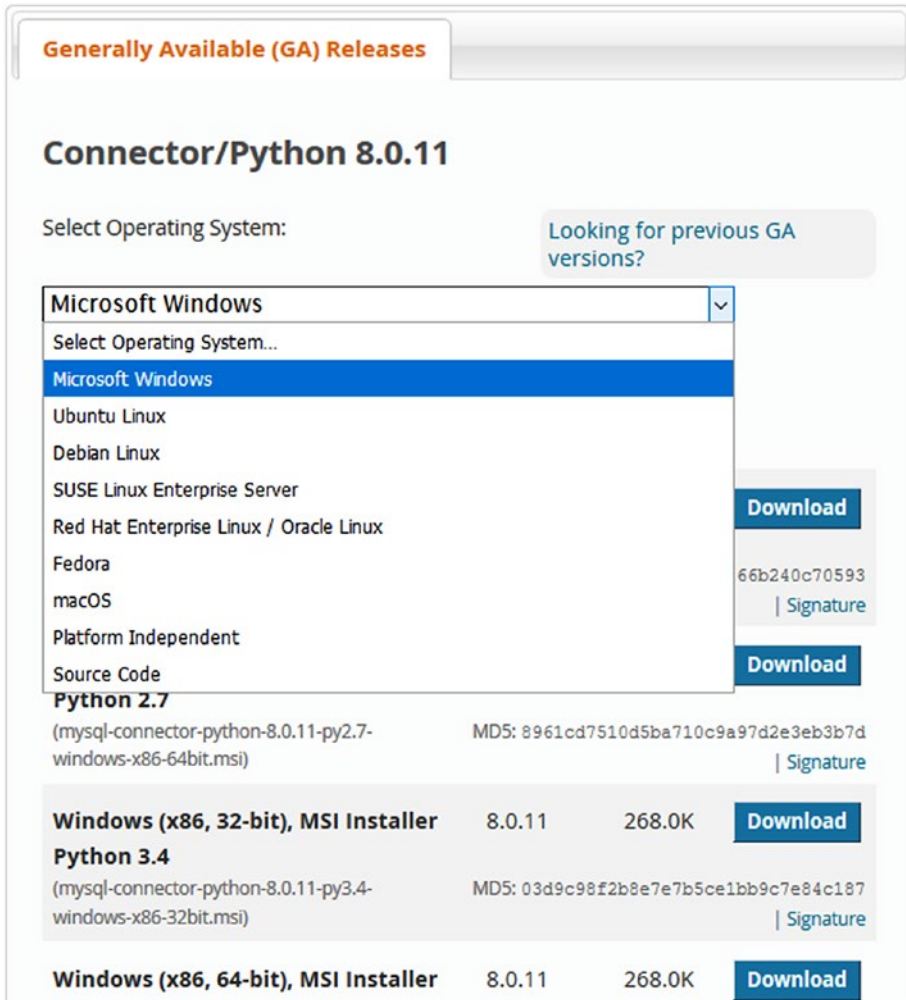 Generally Available (GA) Releases
Connector/Python 8.0.11
Select Operating System:
Looking for previous GA
versions?
Microsoft Windows
Select Operating System...
Microsoft Windows
Ubuntu Linux
Debian Linux
SUSE Linux Enterprise Server
Red Hat Enterprise Linux / Oracle Linux
Fedora
macOS
Platform Independent
Source Code
Download
66b240c70593
| Signature
Download
Python 2.7
(mysql-connector-python-8.0.11-py2.7-
windows-x86-64bit.msi)
MD5: 8961cd7510d5ba710c9a97d2e3eb3b7d
| Signature
Windows (x86, 32-bit), MSI Installer 8.0.11 268.0K Download
Python 3.4
(mysql-connector-python-8.0.11-py3.4-
windows-x86-32bit.msi)
MD5: 03d9c98f2b8e7e7b5ce1bb9c7e84c187
| Signature
Windows (x86, 64-bit), MSI Installer 8.0.11 268.0K Download